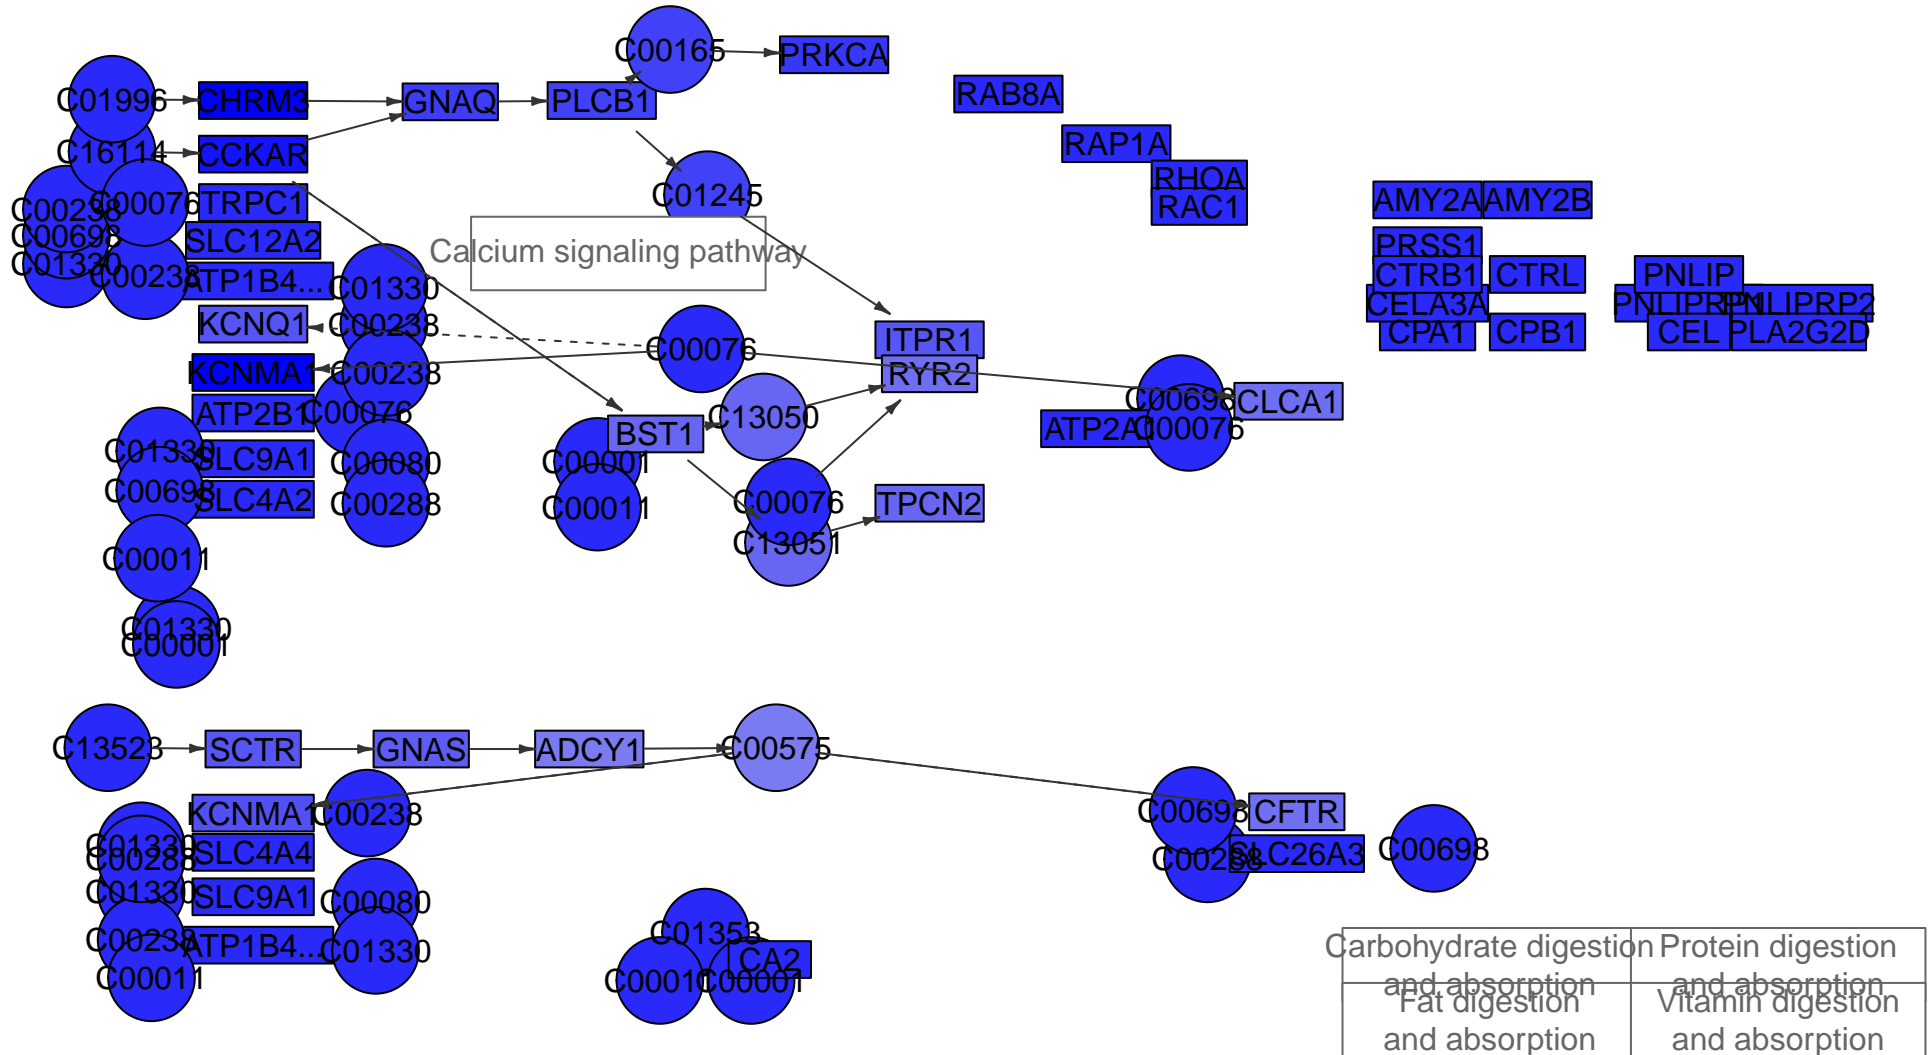 C00165
PRKCA
C01996
CHRM3
GNAQ
PLCB1
RAB8A
C16114
CCKAR
RAP1A
C00238
C00076
TRPC1
C01245
RHOA
RAC1
AMY2A
AMY2B
C00698
SLC12A2
Calcium signaling pathway
PRSS1
C01330
C00238
ATP1B4...
C01330
CTRB1
CTRL
PNLIP
CELA3A
PNLIPRP1
PNLIPRP2
KCNQ1
C00238
C00076
ITPR1
CPA1
CPB1
CEL
PLA2G2D
KCNMA1
C00238
RYR2
C00698
CLCA1
ATP2B1
C00076
BST1
C13050
ATP2A
C00076
C01330
SLC9A1
C00080
C00001
C00698
SLC4A2
C00288
C00011
C00076
TPCN2
C13051
C00011
C01330
C00001
C13523
SCTR
GNAS
ADCY1
C00575
KCNMA1
C00238
C00698
CFTR
C01330
C00288
SLC4A4
C00288
SLC26A3
C00698
C01330
SLC9A1
C00080
C00238
ATP1B4...
C01330
C01353
CA2
C00011
C00011
C00001
Carbohydrate digestion
and absorption
Protein digestion
and absorption
Fat digestion
and absorption
Vitamin digestion
and absorption